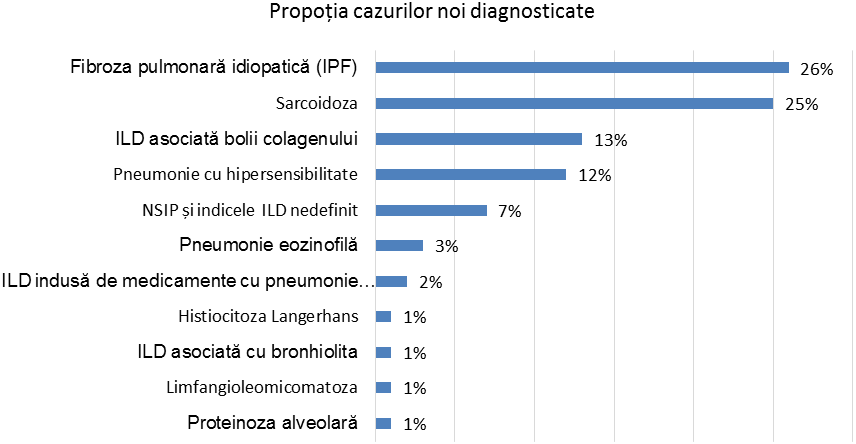 Propoția cazurilor noi diagnosticate
Fibroza pulmonară idiopatică (IPF) 26%
Sarcoidoza 25%
ILD asociată bolii colagenului 13%
Pneumonie cu hipersensibilitate 12%
NSIP și indicele ILD nedefinit 7%
Pneumonie eozinofilă 3%
ILD indusă de medicamente cu pneumonie… 2%
Histiocitoza Langerhans 1%
ILD asociată cu bronhiolita 1%
Limfangioleomicomatoza 1%
Proteinoza alveolară 1%